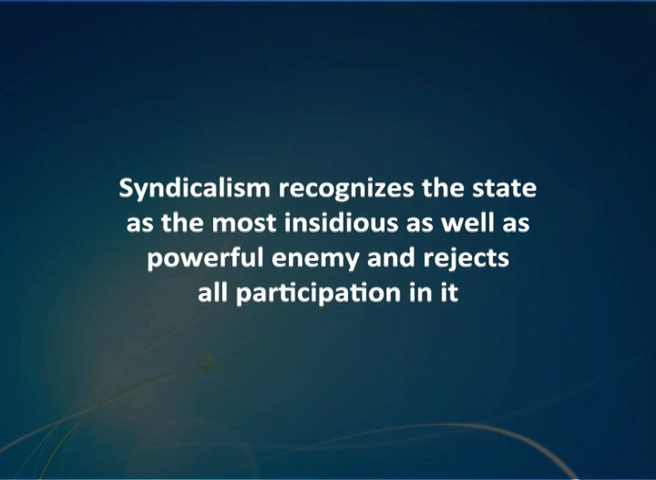 Syndicalism recognizes the state
as the most insidious as well as
powerful enemy and rejects
all participation in it